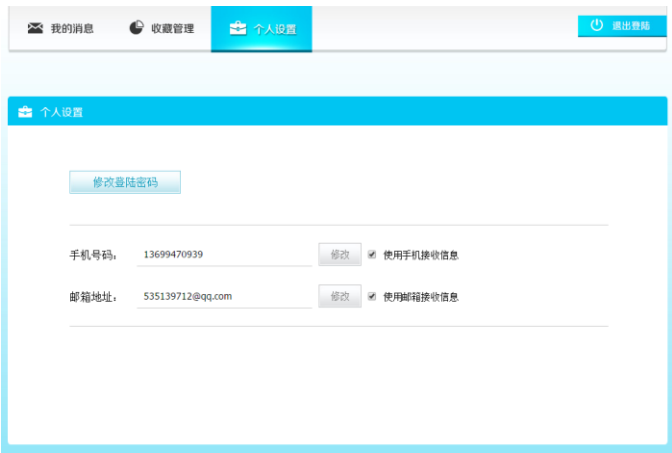 我的消息 收藏管理 个人设置 退出登陆
个人设置
修改登陆密码
手机号码： 13699470939 修改 使用手机接收信息
邮箱地址： 535139712@qq.com 修改 使用邮箱接收信息